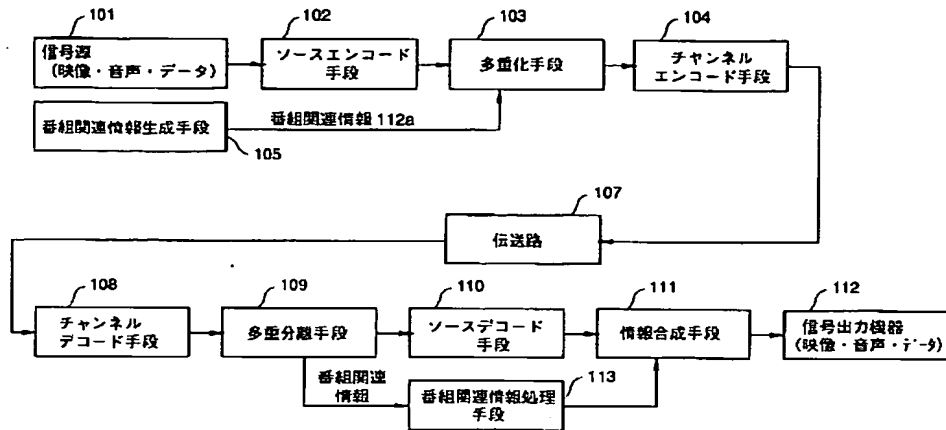 101
102
103
104
信号源
(映像・音声・データ)
ソースエンコード
手段
多重化手段
チャンネル
エンコード手段
番組関連情報生成手段
番組関連情報 112a
105
107
伝送路
108
109
110
111
112
チャンネル
デコード手段
多重分離手段
ソースデコード
手段
情報合成手段
信号出力機器
(映像・音声・データ)
番組関連
情報
113
番組関連情報処理
手段